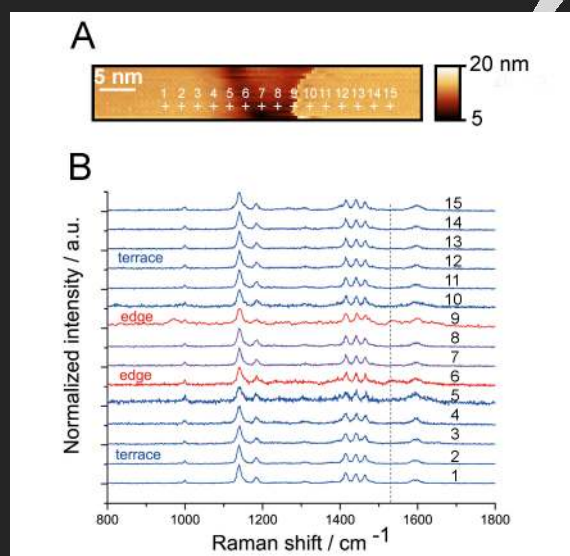 A
5 nm
1 2 3 4 5 6 7 8 9 10 11 12 13 14 15
20 nm
5
B
Normalized intensity / a.u.
15
14
13
terrace 12
11
10
edge 9
8
7
edge 6
5
4
3
terrace 2
1
800 1000 1200 1400 1600 1800
Raman shift / cm -1